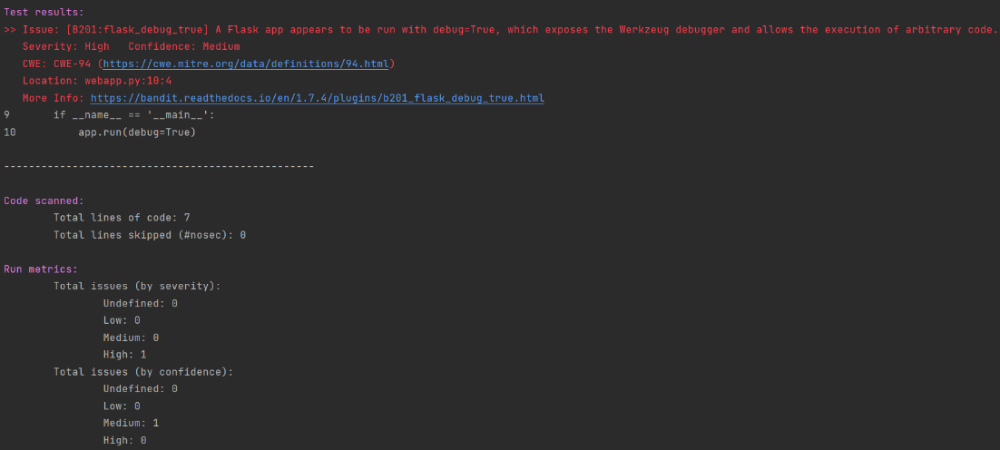 Test results:
>> Issue: [B201:flask_debug_true] A Flask app appears to be run with debug=True, which exposes the Werkzeug debugger and allows the execution of arbitrary code.
   Severity: High   Confidence: Medium
   CWE: CWE-94 (https://cwe.mitre.org/data/definitions/94.html)
   Location: webapp.py:10:4
   More Info: https://bandit.readthedocs.io/en/1.7.4/plugins/b201_flask_debug_true.html
9       if __name__ == '__main__':
10          app.run(debug=True)
--------------------------------------------------
Code scanned:
        Total lines of code: 7
        Total lines skipped (#nosec): 0
Run metrics:
        Total issues (by severity):
                Undefined: 0
                Low: 0
                Medium: 0
                High: 1
        Total issues (by confidence):
                Undefined: 0
                Low: 0
                Medium: 1
                High: 0